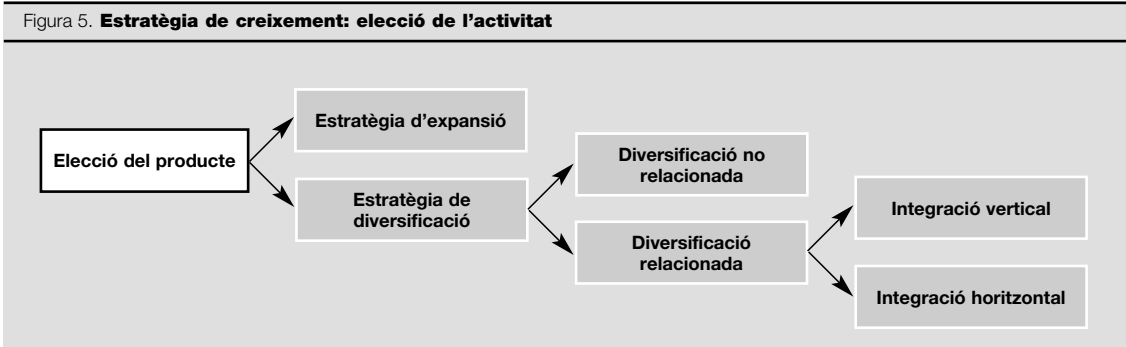 Figura 5. Estratègia de creixement: elecció de l'activitat
Elecció del producte
Estratègia d'expansió
Estratègia de
diversificació
Diversificació no
relacionada
Diversificació
relacionada
Integració vertical
Integració horitzontal